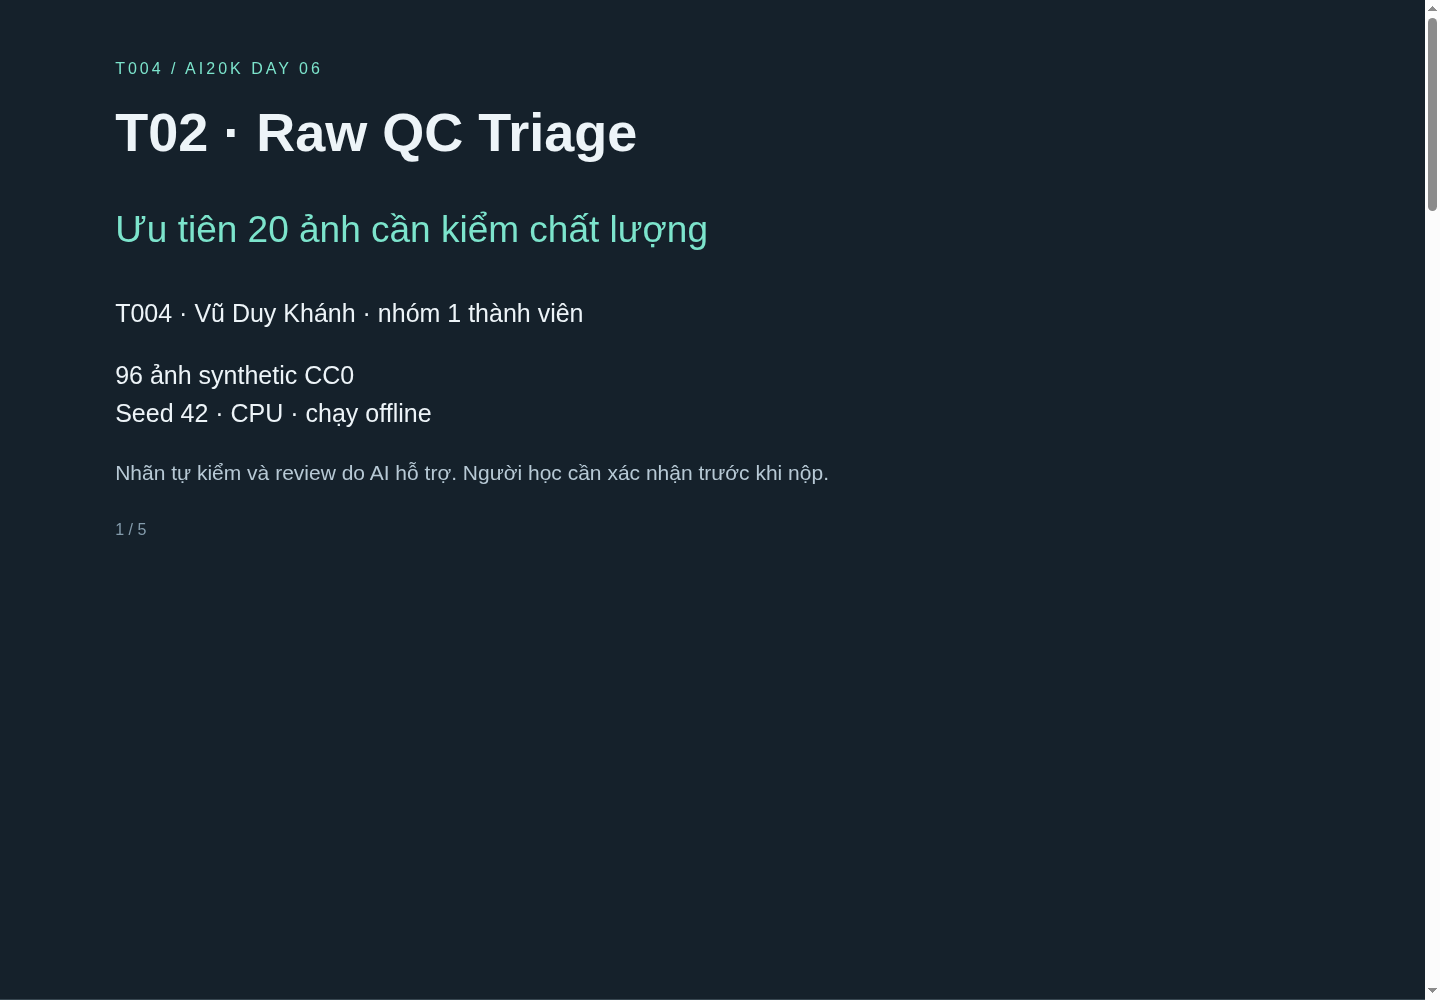 T004 / AI20K DAY 06
T02 · Raw QC Triage
Ưu tiên 20 ảnh cần kiểm chất lượng
T004 · Vũ Duy Khánh · nhóm 1 thành viên
96 ảnh synthetic CC0
Seed 42 · CPU · chạy offline
Nhãn tự kiểm và review do AI hỗ trợ. Người học cần xác nhận trước khi nộp.
1 / 5